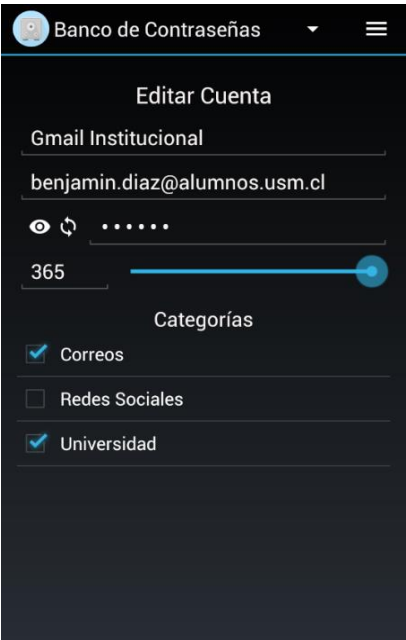 Banco de Contraseñas
Editar Cuenta
Gmail Institucional
benjamin.diaz@alumnos.usm.cl
••••••
365
Categorías
Correos
Redes Sociales
Universidad